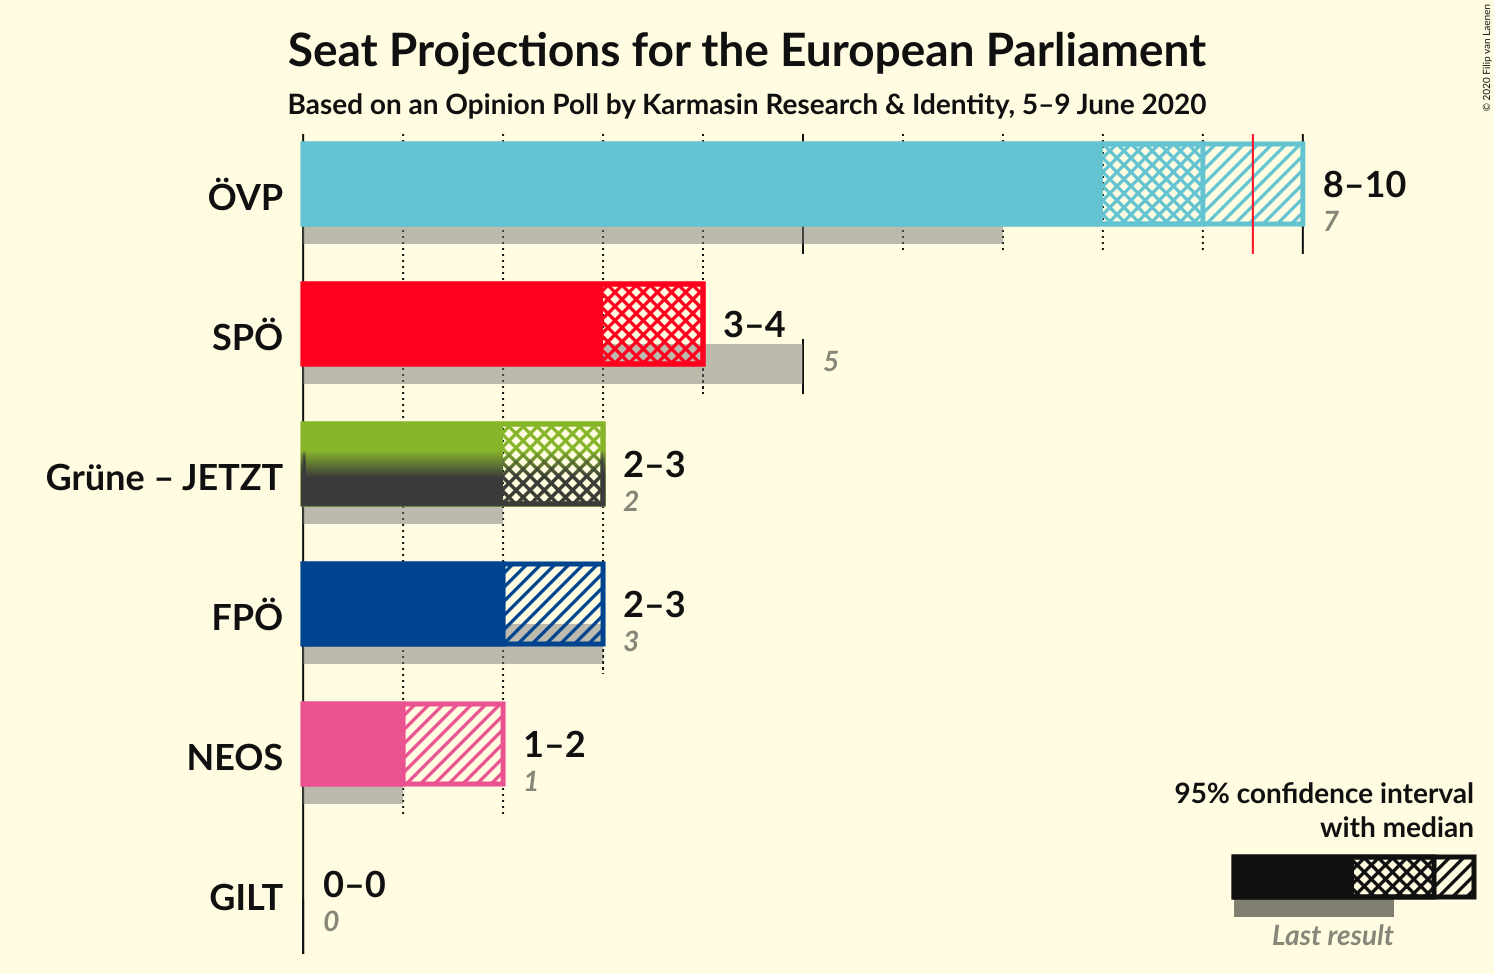 Seat Projections for the European Parliament
Based on an Opinion Poll by Karmasin Research & Identity, 5–9 June 2020
© 2020 Filip van Laenen
ÖVP
8–10
7
SPÖ
3–4
5
Grüne – JETZT
2–3
2
FPÖ
2–3
3
NEOS
1–2
1
GILT
0–0
0
95% confidence interval
with median
Last result